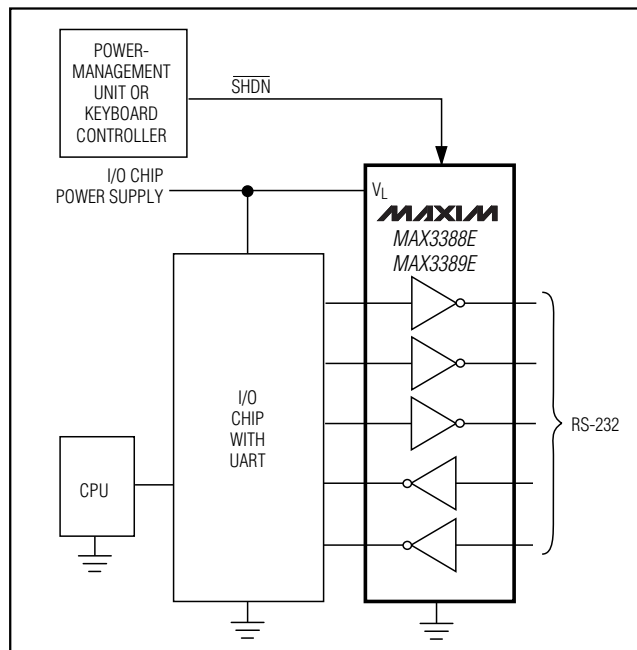 POWER-
MANAGEMENT
UNIT OR
KEYBOARD
CONTROLLER
SHDN
I/O CHIP
POWER SUPPLY
VL
MAXIM
MAX3388E
MAX3389E
I/O
CHIP
WITH
UART
RS-232
CPU